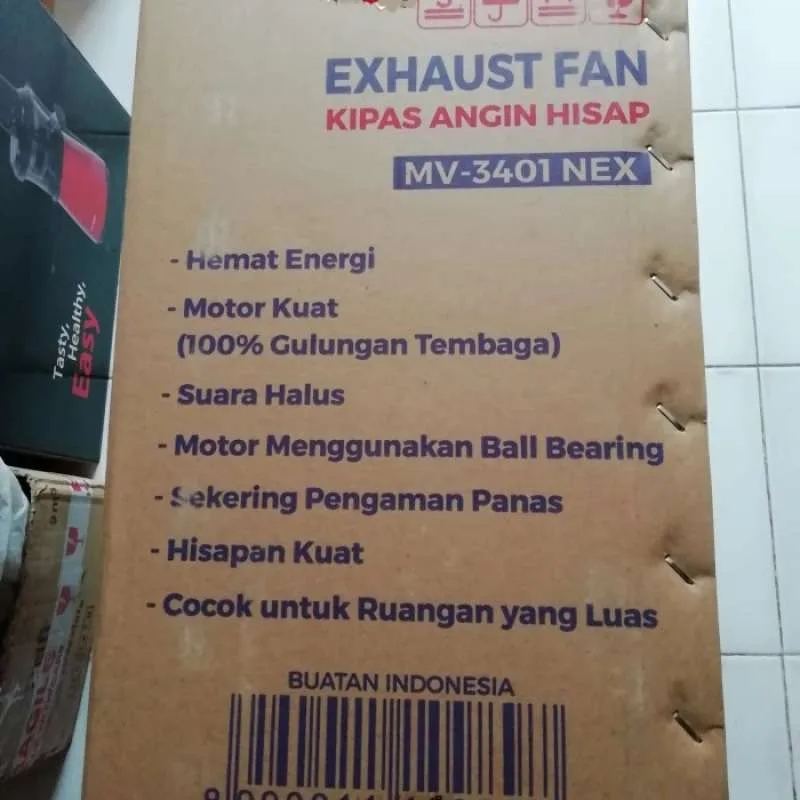 EXHAUST FAN
KIPAS ANGIN HISAP
MV-3401 NEX
- Hemat Energi
- Motor Kuat
(100% Gulungan Tembaga)
- Suara Halus
- Motor Menggunakan Ball Bearing
- Sekering Pengaman Panas
- Hisapan Kuat
- Cocok untuk Ruangan yang Luas
BUATAN INDONESIA
Tasty,
Healthy,
Easy